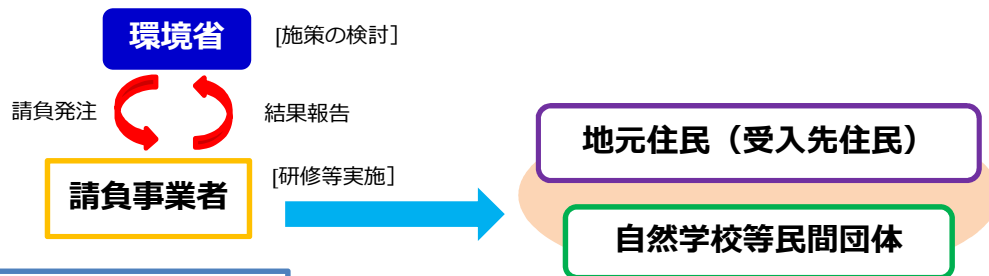 環境省
[施策の検討］
請負発注
結果報告
地元住民（受入先住民）
請負事業者
[研修等実施］
自然学校等民間団体